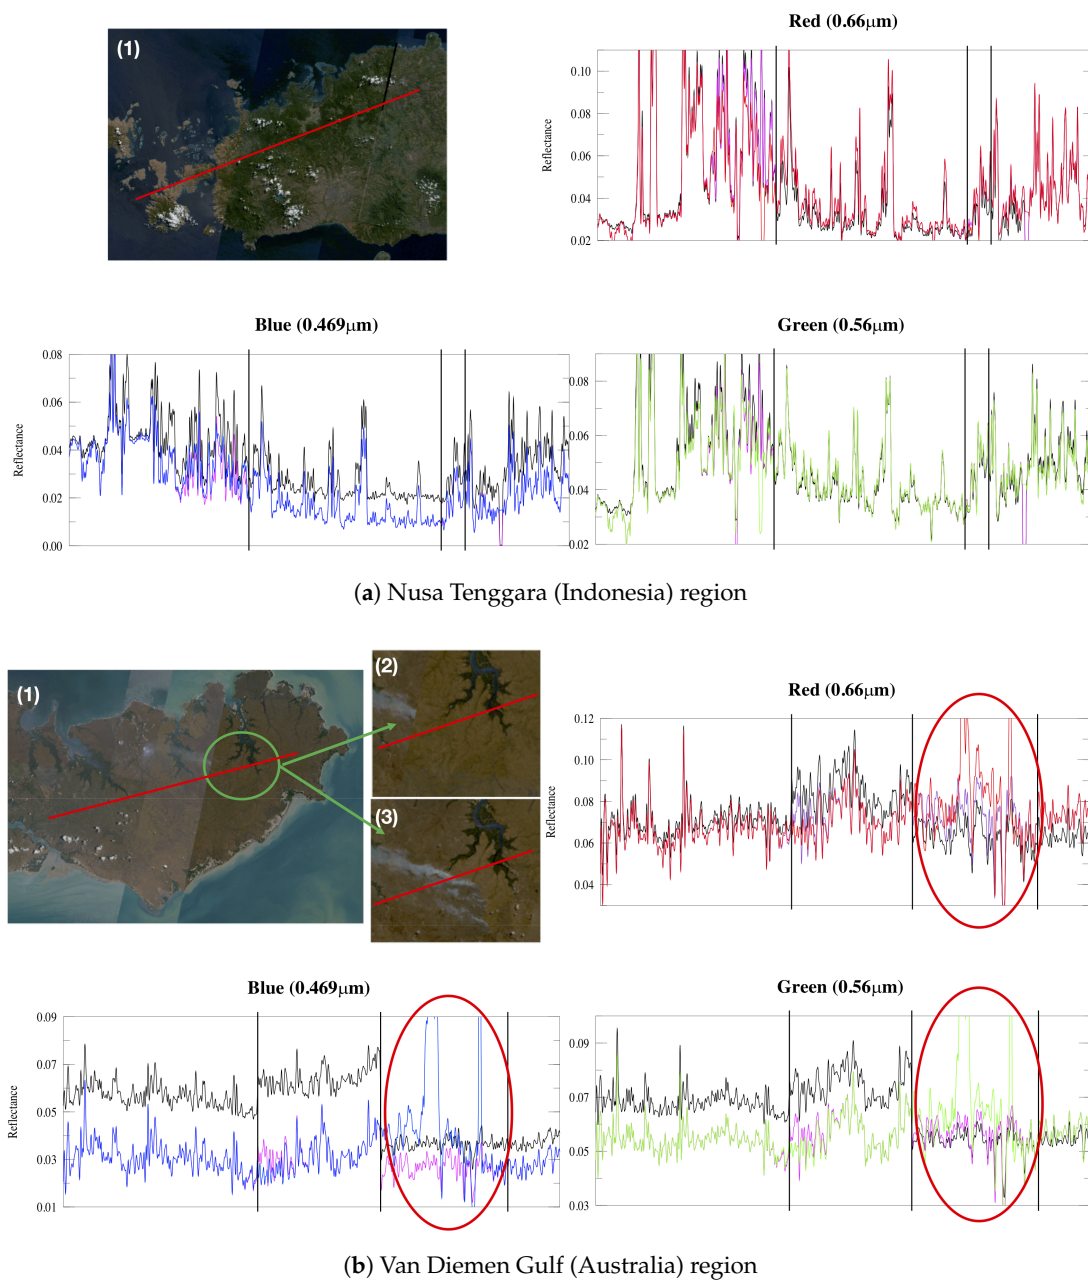 (1)
Red (0.66μm)
0.10
0.08
0.06
0.04
0.02
Reflectance
Blue (0.469μm)
0.08
0.06
0.04
0.02
0.00
Reflectance
Green (0.56μm)
0.08
0.06
0.04
0.02
(a) Nusa Tenggara (Indonesia) region
(1)
(2)
(3)
Red (0.66μm)
0.12
0.10
0.08
0.06
0.04
Reflectance
Blue (0.469μm)
0.09
0.07
0.05
0.03
0.01
Reflectance
Green (0.56μm)
0.09
0.07
0.05
0.03
(b) Van Diemen Gulf (Australia) region